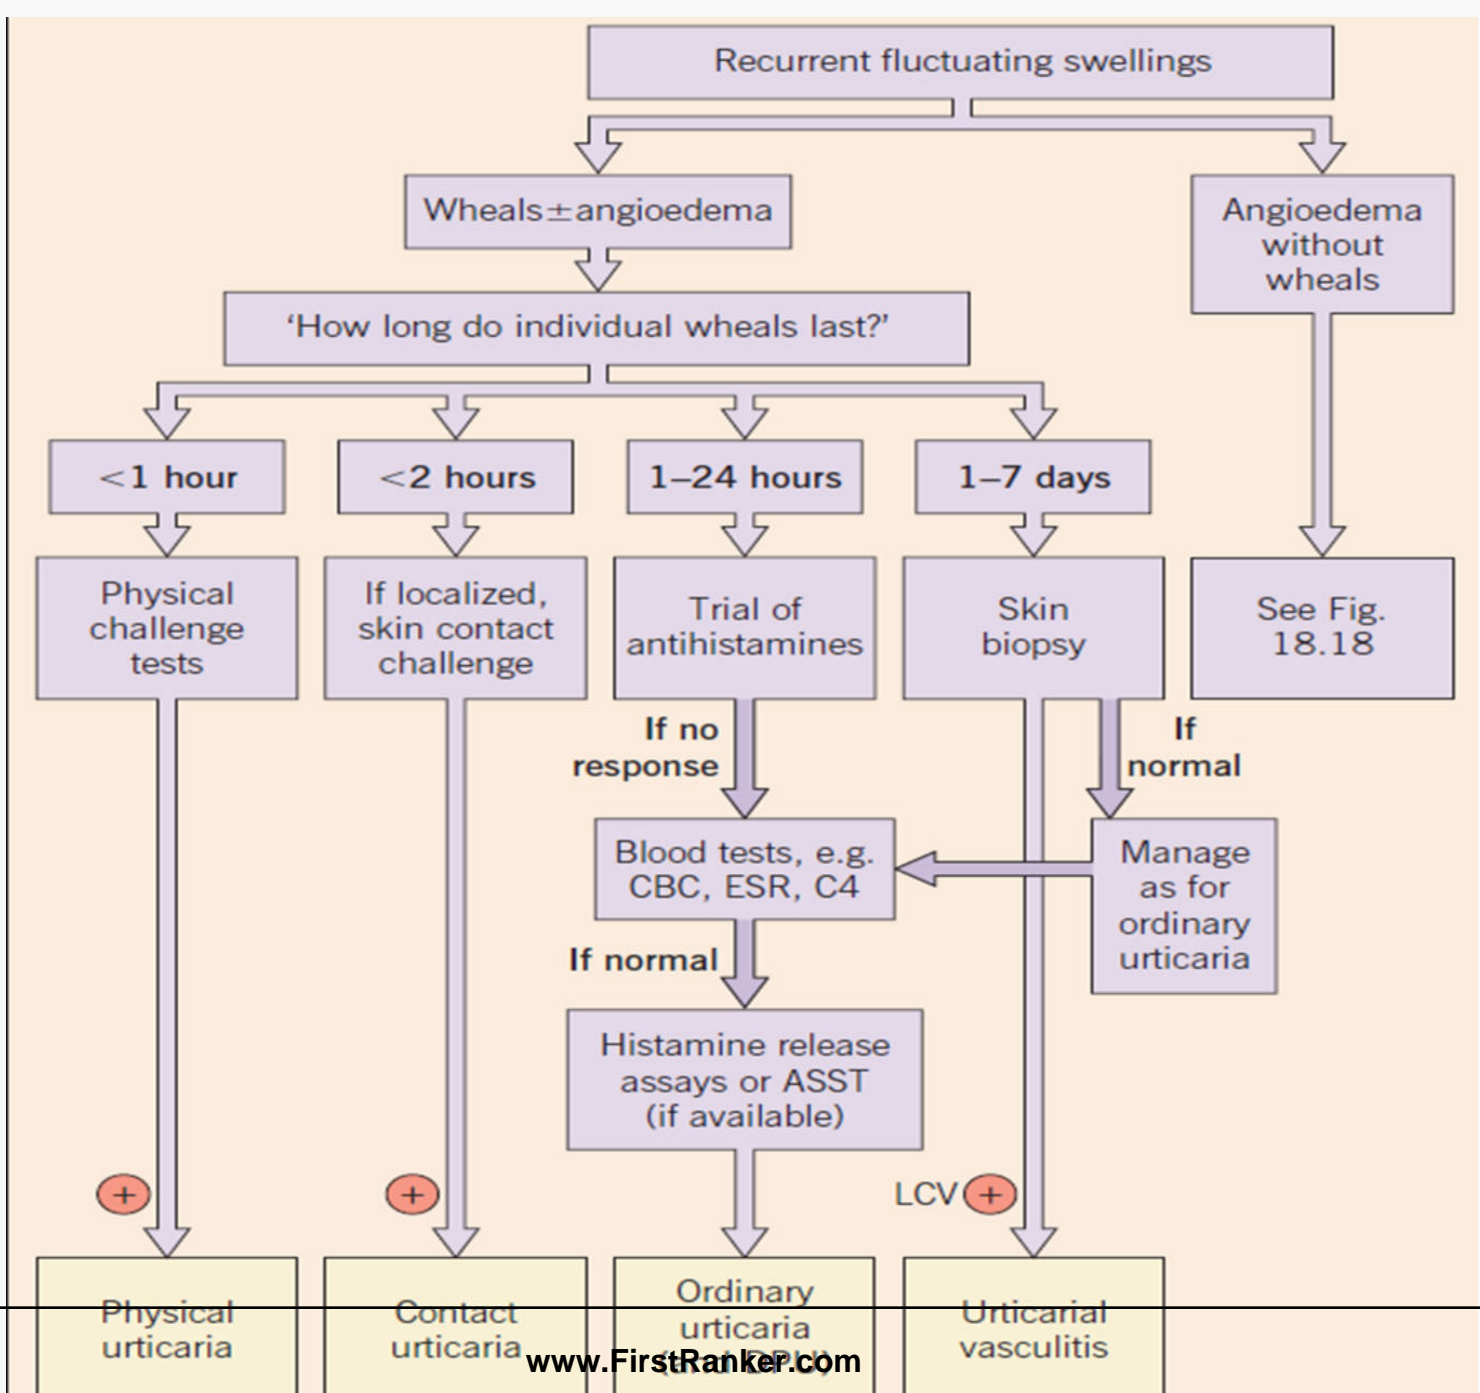 Recurrent fluctuating swellings
Wheals±angioedema
Angioedema
without
wheals
‘How long do individual wheals last?’
<1 hour
<2 hours
1–24 hours
1–7 days
Physical
challenge
tests
If localized,
skin contact
challenge
Trial of
antihistamines
Skin
biopsy
See Fig.
18.18
If no
response
If
normal
Blood tests, e.g.
CBC, ESR, C4
Manage
as for
ordinary
urticaria
If normal
Histamine release
assays or ASST
(if available)
+
+
LCV +
Physical
urticaria
Contact
urticaria
Ordinary
urticaria
(and DPU)
Urticarial
vasculitis
www.FirstRanker.com